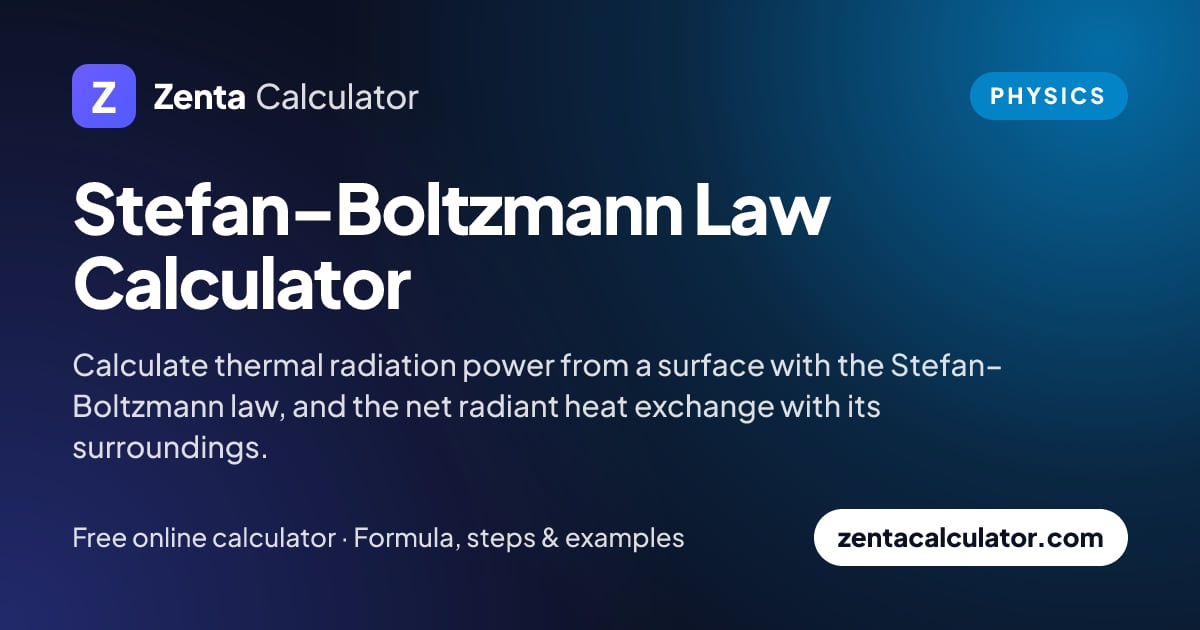 Z
Zenta Calculator
PHYSICS
Stefan–Boltzmann Law
Calculator
Calculate thermal radiation power from a surface with the Stefan–
Boltzmann law, and the net radiant heat exchange with its
surroundings.
Free online calculator · Formula, steps & examples
zentacalculator.com